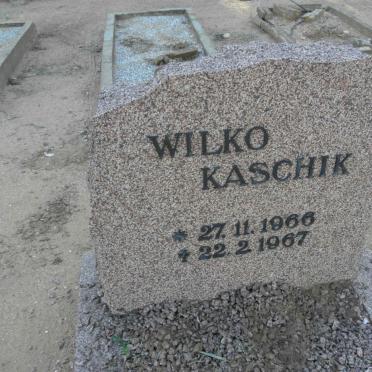 WILKO
KASCHIK
* 27. 11. 1966
† 22. 2. 1967